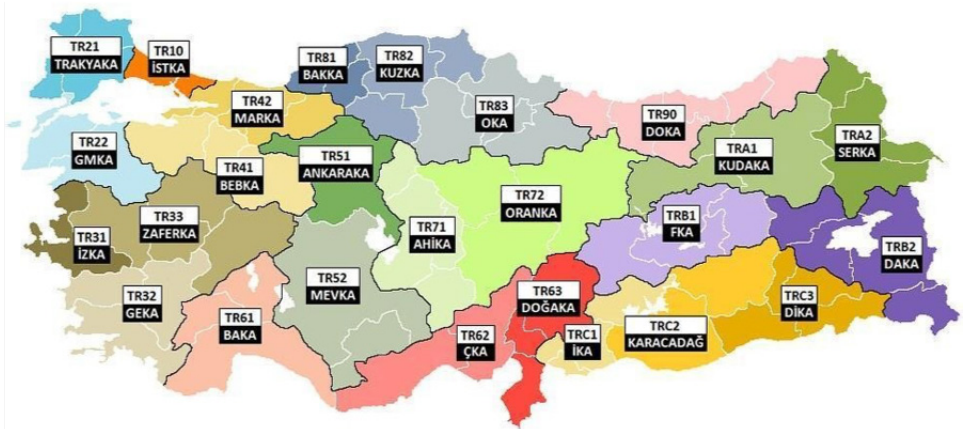 TR21
TRAKYAKA
TR10
İSTKA
TR81
BAKKA
TR82
KUZKA
TR42
MARKA
TR83
OKA
TR90
DOKA
TRA1
KUDAKA
TRA2
SERKA
TR22
GMKA
TR41
BEBKA
TR51
ANKARAKA
TR72
ORANKA
TR33
ZAFERKA
TR31
İZKA
TR71
AHİKA
TRB1
FKA
TRB2
DAKA
TR32
GEKA
TR61
BAKA
TR52
MEVKA
TR62
ÇKA
TR63
DOĞAKA
TRC1
İKA
TRC2
KARACADAĞ
TRC3
DİKA